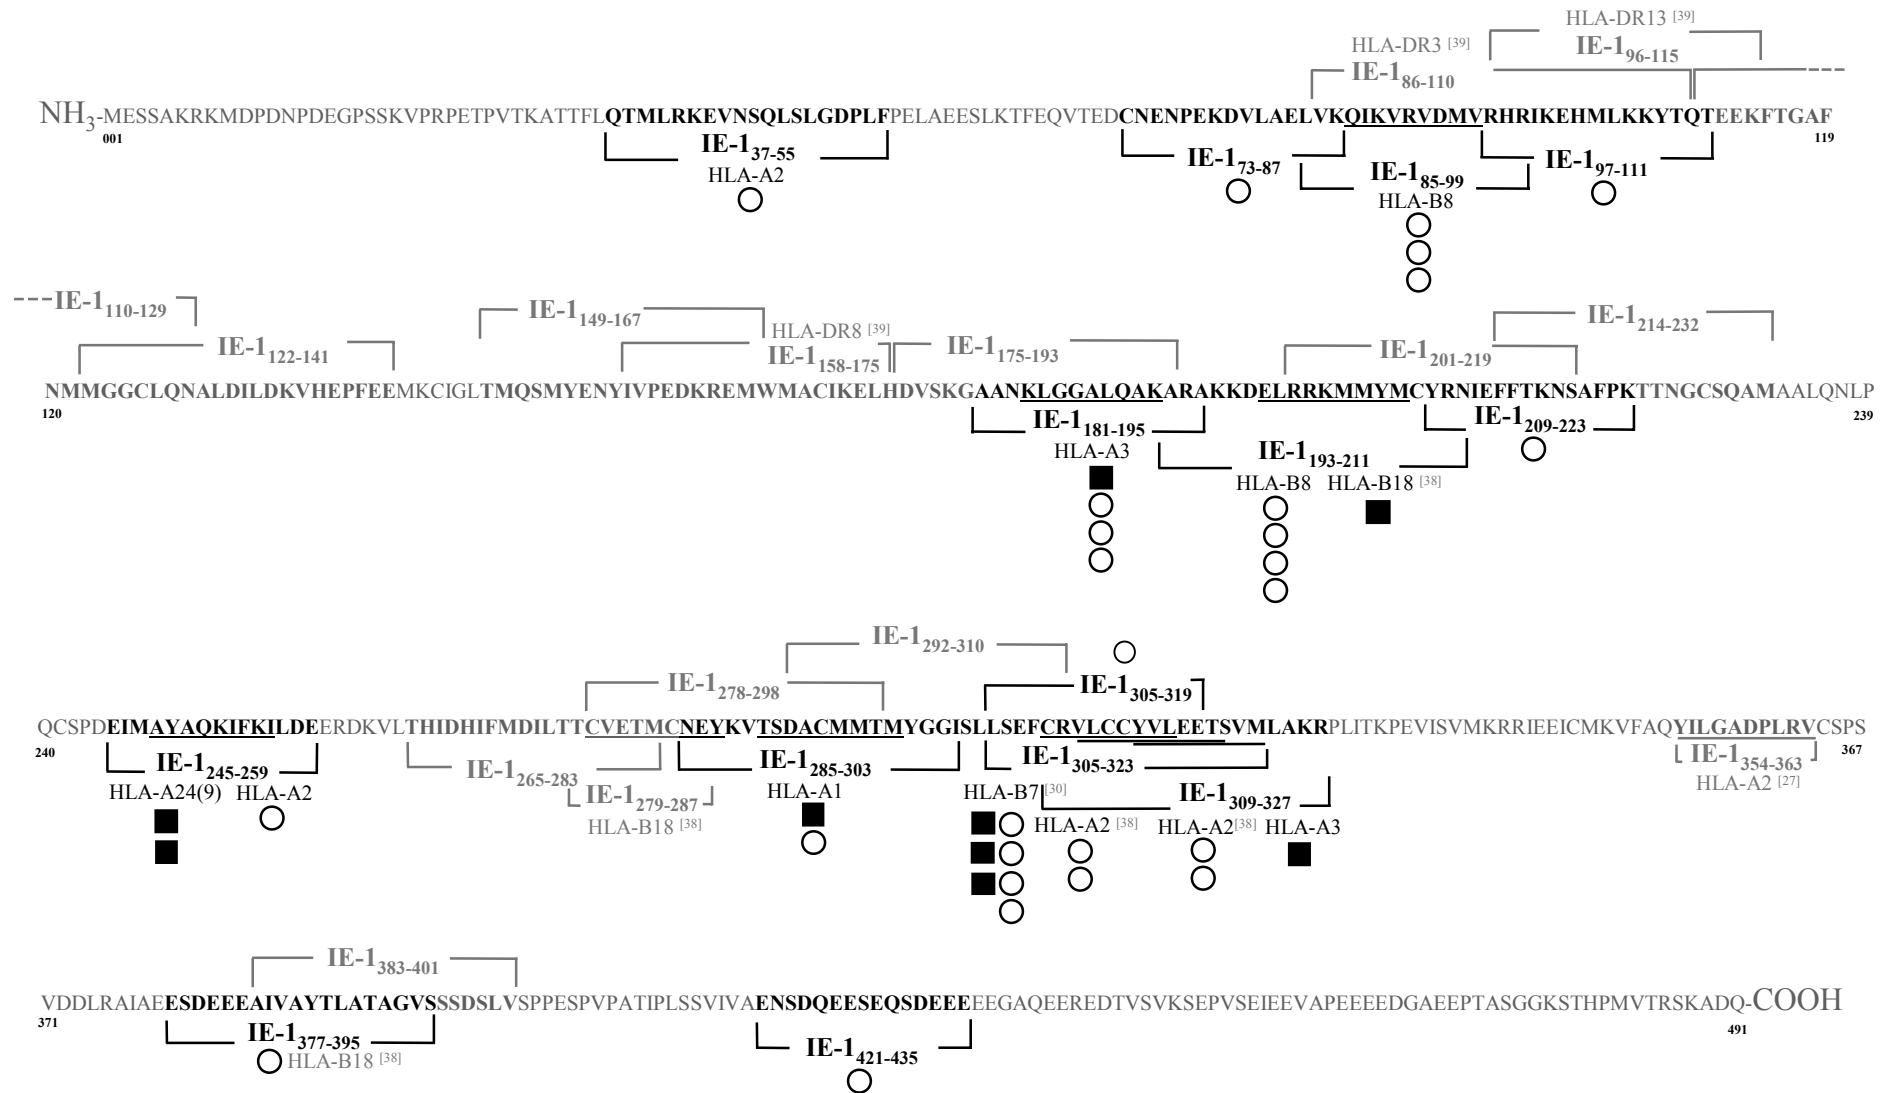 HLA-DR13 [39]
HLA-DR3 [39] IE-1 96-115
IE-1 86-110
NH3-MESSAKRKMDPDNPDEGPSSKVPRPETPVTKATTFLQTMLRKEVNSQLSLGDPLFPELAEESLKTFEQVTEDCNENPEKDVLAELVKQIKVRVDMVRHRIKEHMLKKYTQTEEKFTGAF
001 119
IE-1 37-55 IE-1 73-87 IE-1 85-99 IE-1 97-111
HLA-A2 HLA-B8
IE-1 110-129 IE-1 149-167 IE-1 214-232
HLA-DR8 [39]
IE-1 122-141 IE-1 158-175 IE-1 175-193 IE-1 201-219
NMMGGCLQNALDILDKVHEPFEEMKCIGLTMQSMYENYIVPEDKREMWMACIKELHDVSKGAANKLGGALQAKARAKKDELRRKMMYMCYRNIEFFTKNSAFPKTTNGCSQAMAALQNLP
120 239
IE-1 181-195 IE-1 209-223
HLA-A3 IE-1 193-211
HLA-B8 HLA-B18 [38]
IE-1 292-310
IE-1 278-298 IE-1 305-319
QCSPDEIMAYAQKIFKILDEERDKVLTHIDHIFMDILTTCVETMCNEYKVTSDACMMTMYGGISLLSEFCRVLCCYVLEETSVMLAKRPLITKPEVISVMKRRIEEICMKVFAQYILGADPLRVCSPS
240 367
IE-1 245-259 IE-1 265-283 IE-1 285-303 IE-1 305-323 IE-1 354-363
HLA-A24(9) HLA-A2 IE-1 279-287 HLA-A1 HLA-B7 [30] IE-1 309-327 HLA-A2 [27]
HLA-B18 [38] HLA-A2 [38] HLA-A2 [38] HLA-A3
IE-1 383-401
VDDLRAIAEESDEEEAIVAYTLATAGVSSSDSLVSPPESPVPATIPLSSVIVAENSDQEESEQSDEEEEEGAQEEREDTVSVKSEPVSEIEEVAPEEEEDGAEEPTASGGKSTHPMVTRSKADQ-COOH
371 491
IE-1 377-395 IE-1 421-435
HLA-B18 [38]